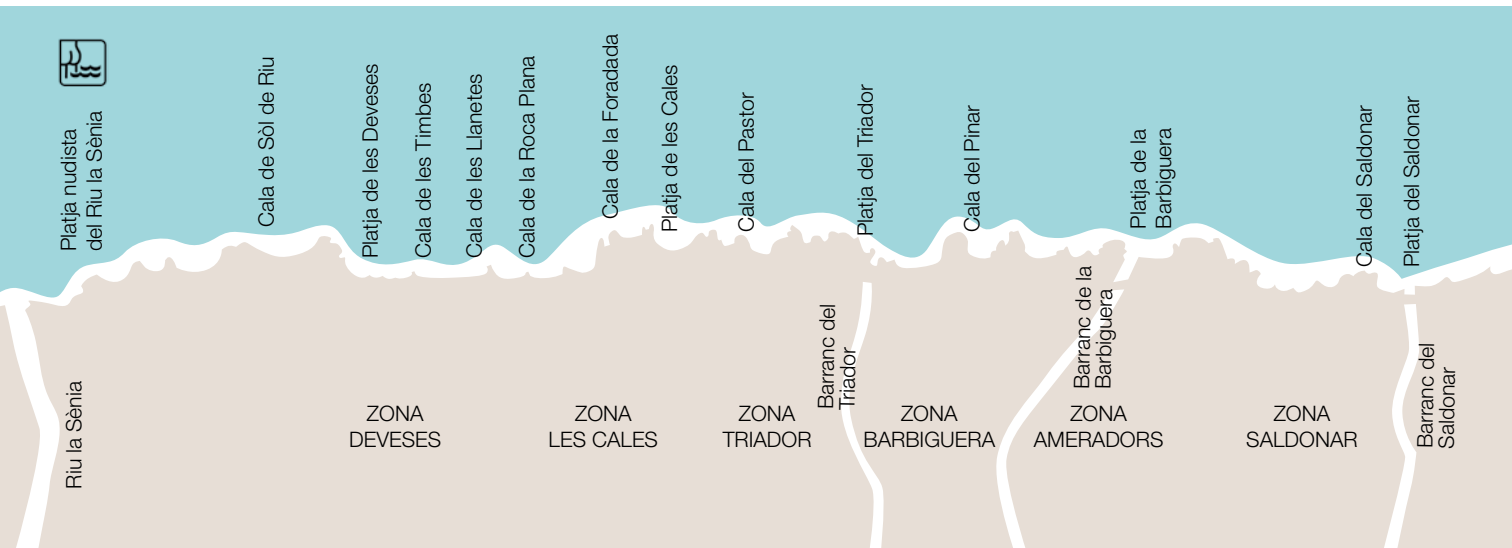 Platja nudista
del Riu la Sènia
Cala de Sòl de Riu
Platja de les Deveses
Cala de les Timbes
Cala de les Llanetes
Cala de la Roca Plana
Cala de la Foradada
Platja de les Cales
Cala del Pastor
Platja del Triador
Cala del Pinar
Platja de la
Barbiguera
Cala del Saldonar
Platja del Saldonar
Riu la Sènia
Barranc del
Triador
Barranc de la
Barbiguera
Barranc del
Saldonar
ZONA
DEVESES
ZONA
LES CALES
ZONA
TRIADOR
ZONA
BARBIGUERA
ZONA
AMERADORS
ZONA
SALDONAR